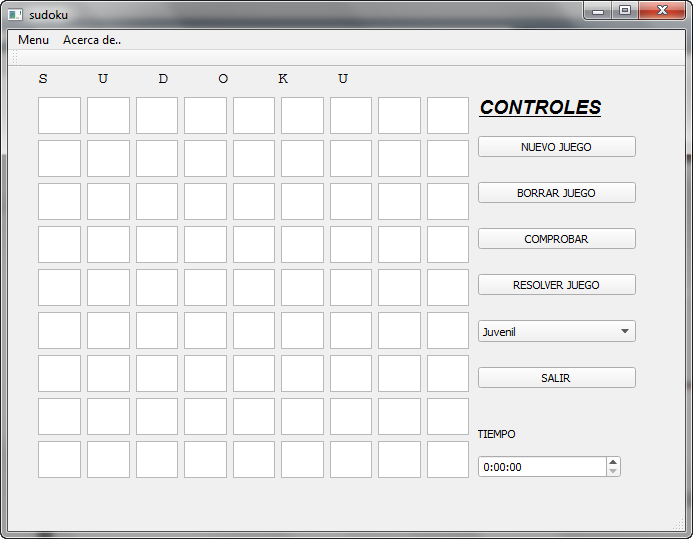 sudoku
Menu Acerca de..
S U D O K U
CONTROLES
NUEVO JUEGO
BORRAR JUEGO
COMPROBAR
RESOLVER JUEGO
Juvenil
SALIR
TIEMPO
0:00:00